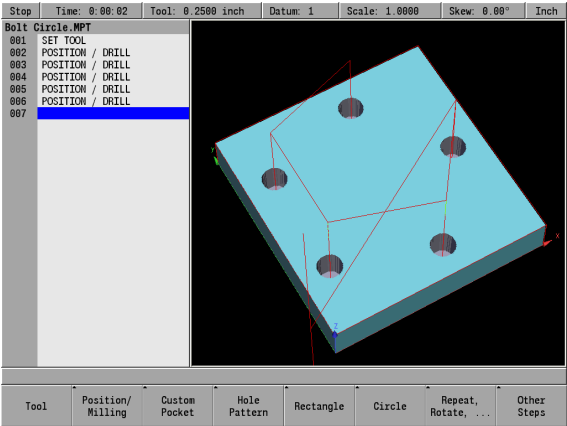 Stop Time: 0:00:02 Tool: 0.2500 inch Datum: 1 Scale: 1.0000 Skew: 0.00° Inch
Bolt Circle.MPT
001 SET TOOL
002 POSITION / DRILL
003 POSITION / DRILL
004 POSITION / DRILL
005 POSITION / DRILL
006 POSITION / DRILL
007
Y
X
Z
Tool
Position/
Milling
Custom
Pocket
Hole
Pattern
Rectangle
Circle
Repeat,
Rotate, ...
Other
Steps